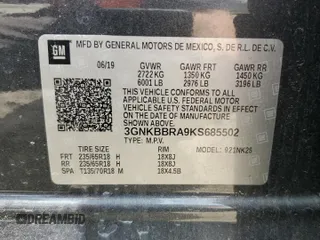 GM
MFD BY GENERAL MOTORS DE MEXICO, S, DE R.L. DE C.V.
06/19 GVWR GAWR FRT GAWR RR
2722 KG 1350 KG 1450 KG
6001 LB 2976 LB 3196 LB
THIS VEHICLE CONFORMS TO ALL APPLICABLE
U.S. FEDERAL MOTOR VEHICLE SAFETY STANDARDS
IN EFFECT ON THE DATE OF MANUFACTURE
SHOWN ABOVE.
3GNKBBRA9KS685502
TYPE: M.P.V.
TIRE SIZE RIM MODEL: 921NK26
FRT 235/65R18 H 18X8J
RR 235/65R18 H 18X8J
SPA T135/70R18 M 18X4.5B
© DREAMBID